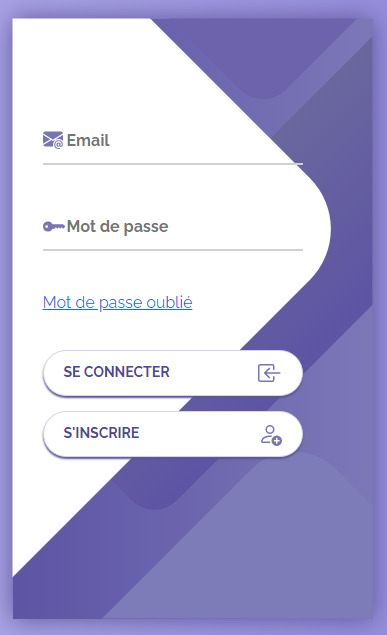 Email
Mot de passe
Mot de passe oublié
SE CONNECTER
S'INSCRIRE